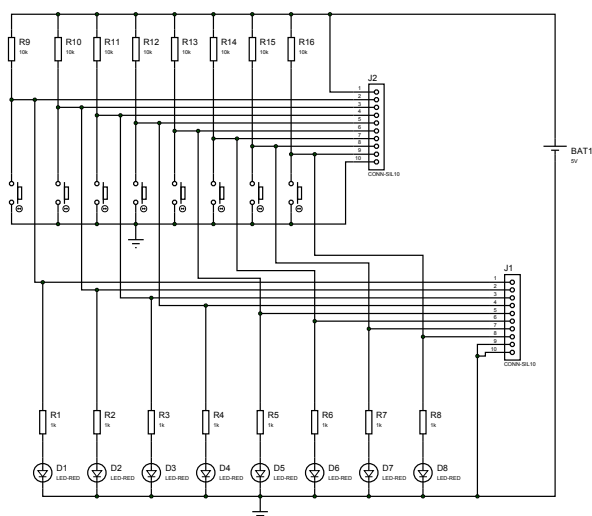 R9 R10 R11 R12 R13 R14 R15 R16
10k 10k 10k 10k 10k 10k 10k 10k
J2
1
2
3
4
5
6
7
8
9
10
CONN-SIL10
BAT1
5V
J1
1
2
3
4
5
6
7
8
9
10
CONN-SIL10
R1 R2 R3 R4 R5 R6 R7 R8
1k 1k 1k 1k 1k 1k 1k 1k
D1 D2 D3 D4 D5 D6 D7 D8
LED-RED LED-RED LED-RED LED-RED LED-RED LED-RED LED-RED LED-RED